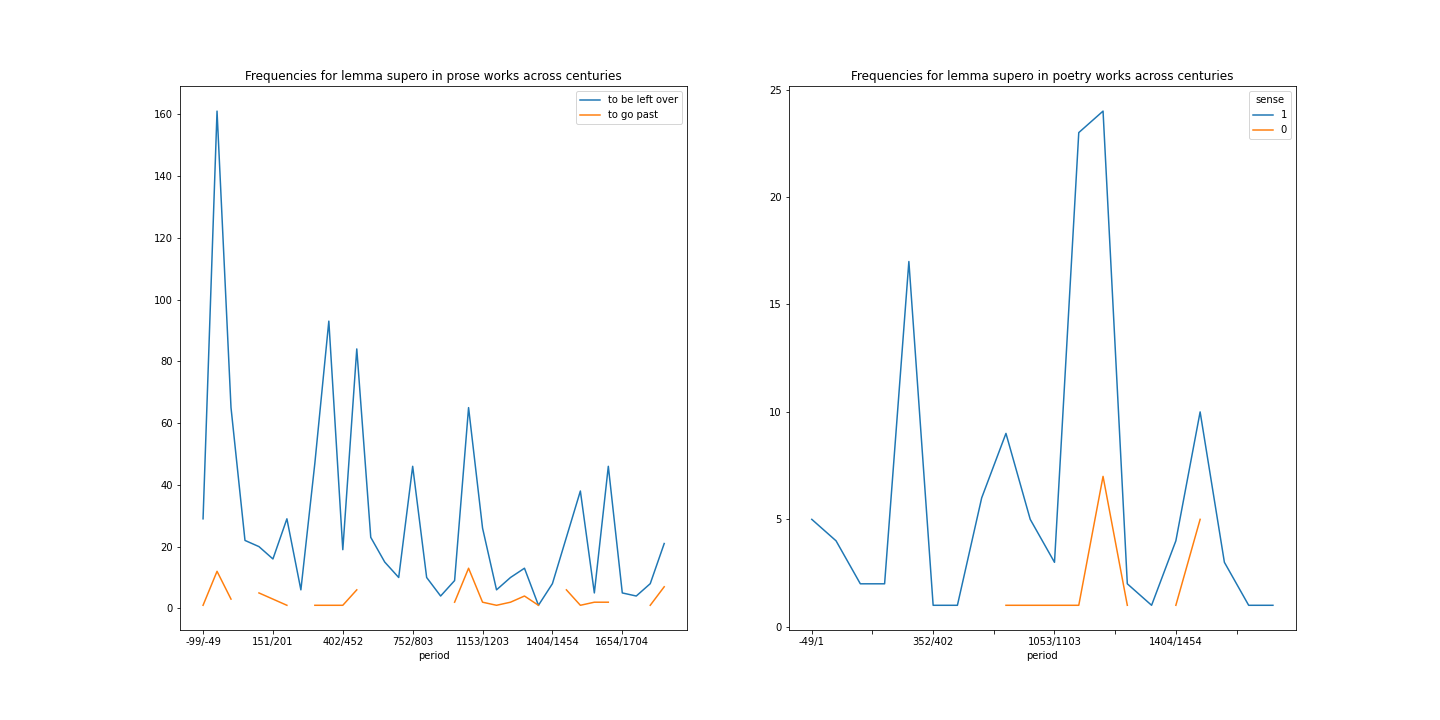 Frequencies for lemma supero in prose works across centuries
to be left over
to go past
160
140
120
100
80
60
40
20
0
-99/-49 151/201 402/452 752/803 1153/1203 1404/1454 1654/1704
period
Frequencies for lemma supero in poetry works across centuries
sense
1
0
25
20
15
10
5
0
-49/1 352/402 1053/1103 1404/1454
period